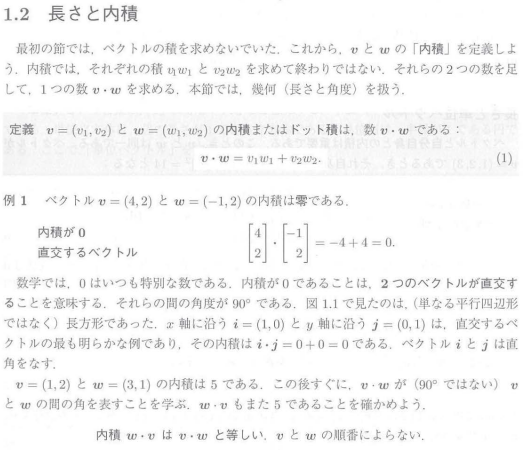 1.2 長さと内積
最初の節では，ベクトルの積を求めないでいた．これから，v と w の「内積」を定義しよ
う．内積では，それぞれの積 v₁w₁ と v₂w₂ を求めて終わりではない．それらの 2 つの数を足
して，1 つの数 v・w を求める．本節では，幾何（長さと角度）を扱う．
定義 v = (v₁, v₂) と w = (w₁, w₂) の内積またはドット積は，数 v・w である：
v・w = v₁w₁ + v₂w₂. (1)
例 1 ベクトル v = (4, 2) と w = (−1, 2) の内積は零である．
内積が 0
直交するベクトル
[4 2]・[−1 2] = −4 + 4 = 0.
数学では，0 はいつも特別な数である．内積が 0 であることは，2 つのベクトルが直交す
ることを意味する．それらの間の角度が 90° である．図 1.1 で見たのは，（単なる平行四辺形
ではなく）長方形であった．x 軸に沿う i = (1, 0) と y 軸に沿う j = (0, 1) は，直交するベ
クトルの最も明らかな例であり，その内積は i・j = 0 + 0 = 0 である．ベクトル i と j は直
角をなす．
v = (1, 2) と w = (3, 1) の内積は 5 である．この後すぐに，v・w が（90° ではない）v
と w の間の角を表すことを学ぶ．w・v もまた 5 であることを確かめよう．
内積 w・v は v・w と等しい．v と w の順番によらない．